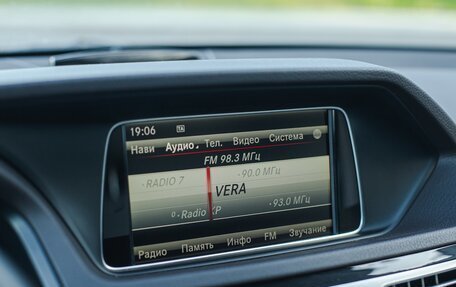 19:06 TA
Нави Аудио Тел. Видео Система
FM 98.3 МГц
RADIO 7 90.0 МГц
VERA
Radio XP 93.0 МГц
Радио Память Инфо FM Звучание